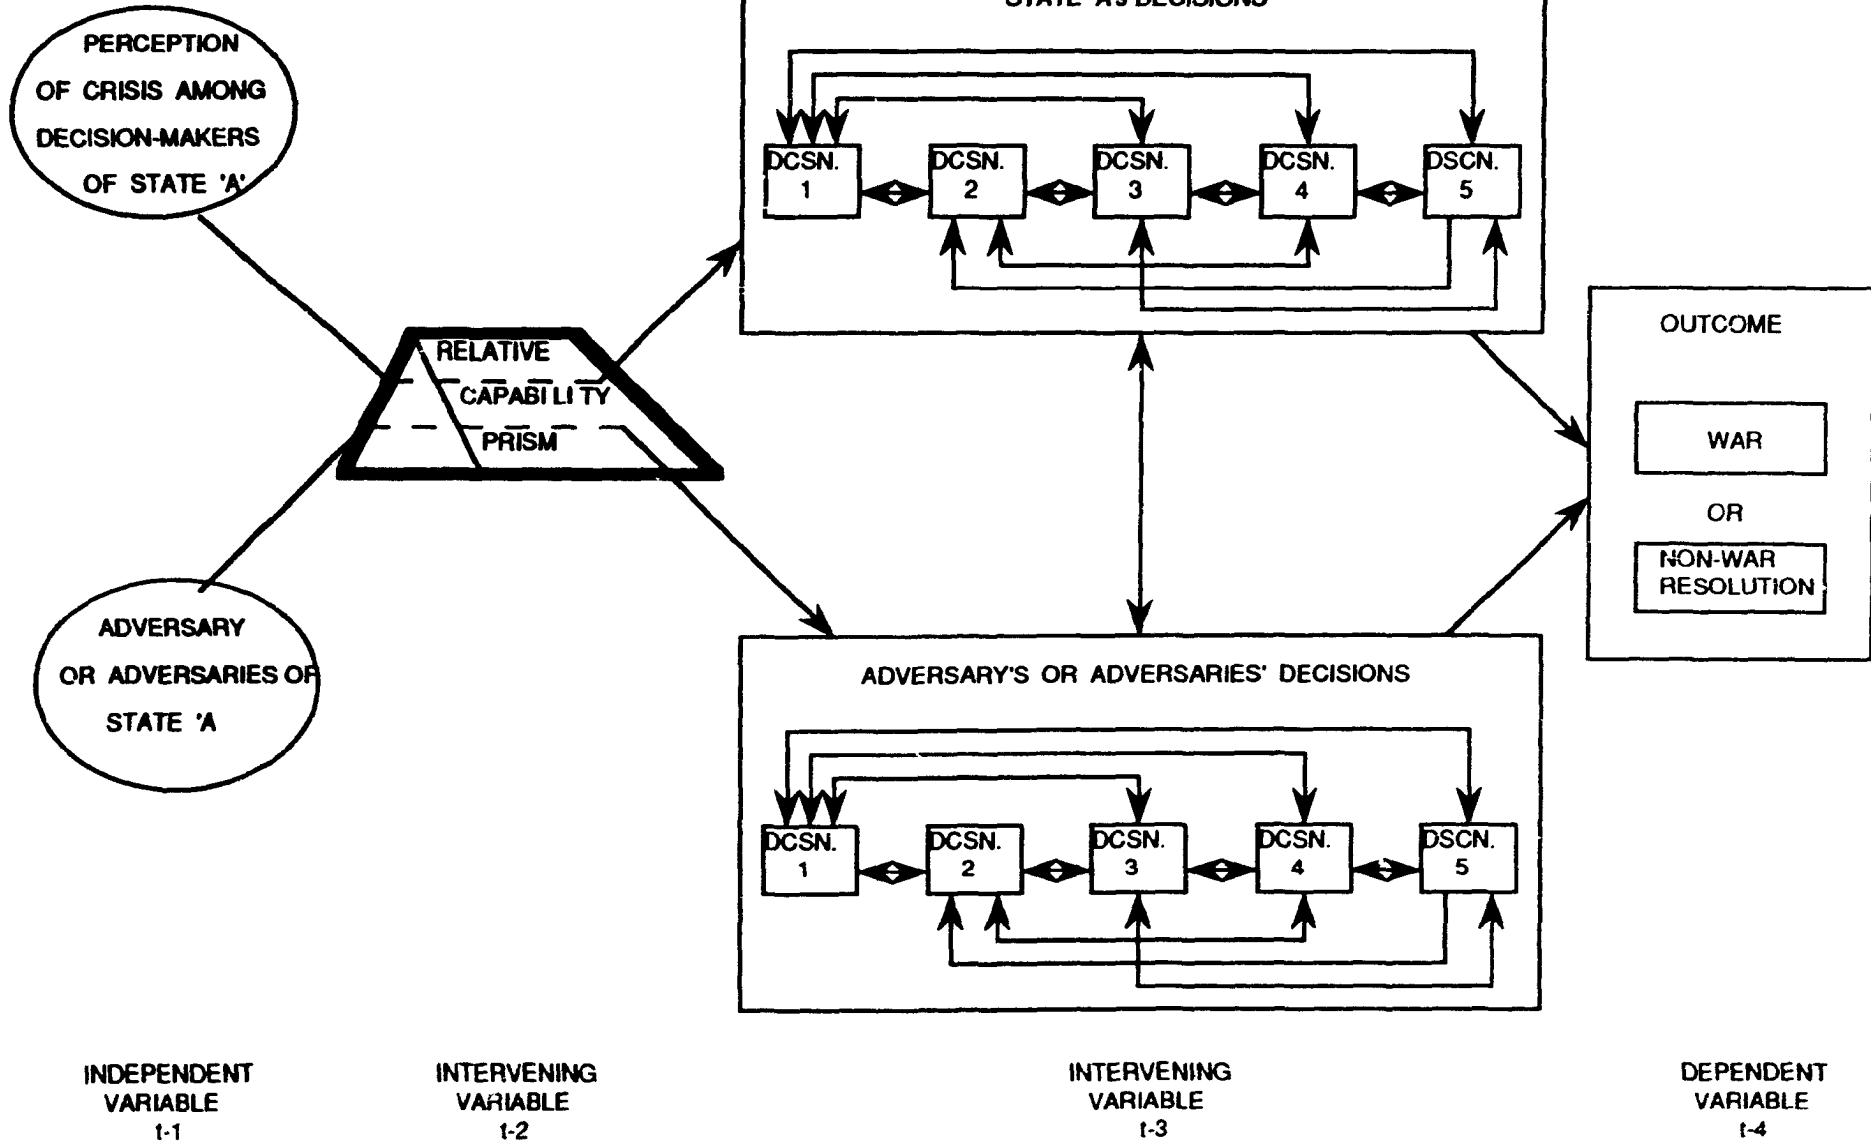 STATE 'A's DECISIONS
PERCEPTION
OF CRISIS AMONG
DECISION-MAKERS
OF STATE 'A'
DCSN.
1
DCSN.
2
DCSN.
3
DCSN.
4
DSCN.
5
RELATIVE
CAPABILITY
PRISM
OUTCOME
WAR
OR
NON-WAR
RESOLUTION
ADVERSARY
OR ADVERSARIES OF
STATE 'A
ADVERSARY'S OR ADVERSARIES' DECISIONS
DCSN.
1
DCSN.
2
DCSN.
3
DCSN.
4
DSCN.
5
INDEPENDENT
VARIABLE
t-1
INTERVENING
VARIABLE
t-2
INTERVENING
VARIABLE
t-3
DEPENDENT
VARIABLE
t-4